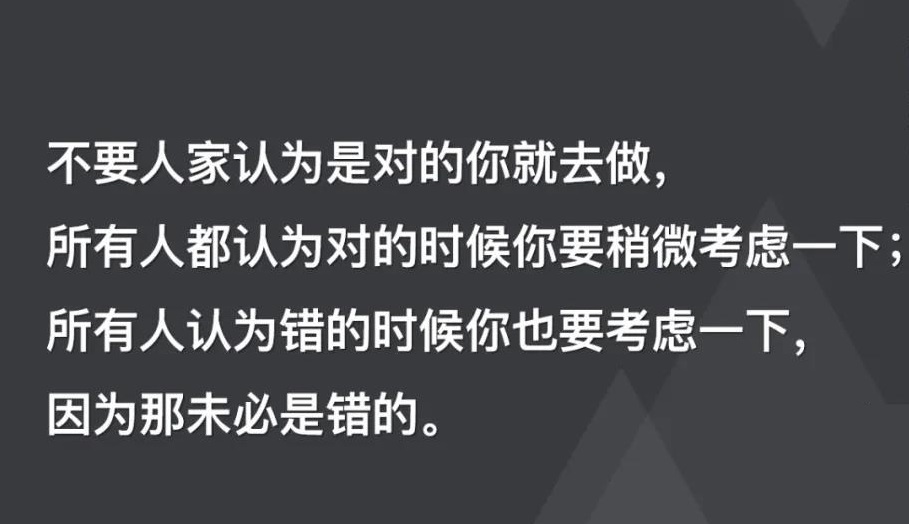 不要人家认为是对的你就去做，
所有人都认为对的时候你要稍微考虑一下；
所有人认为错的时候你也要考虑一下，
因为那未必是错的。